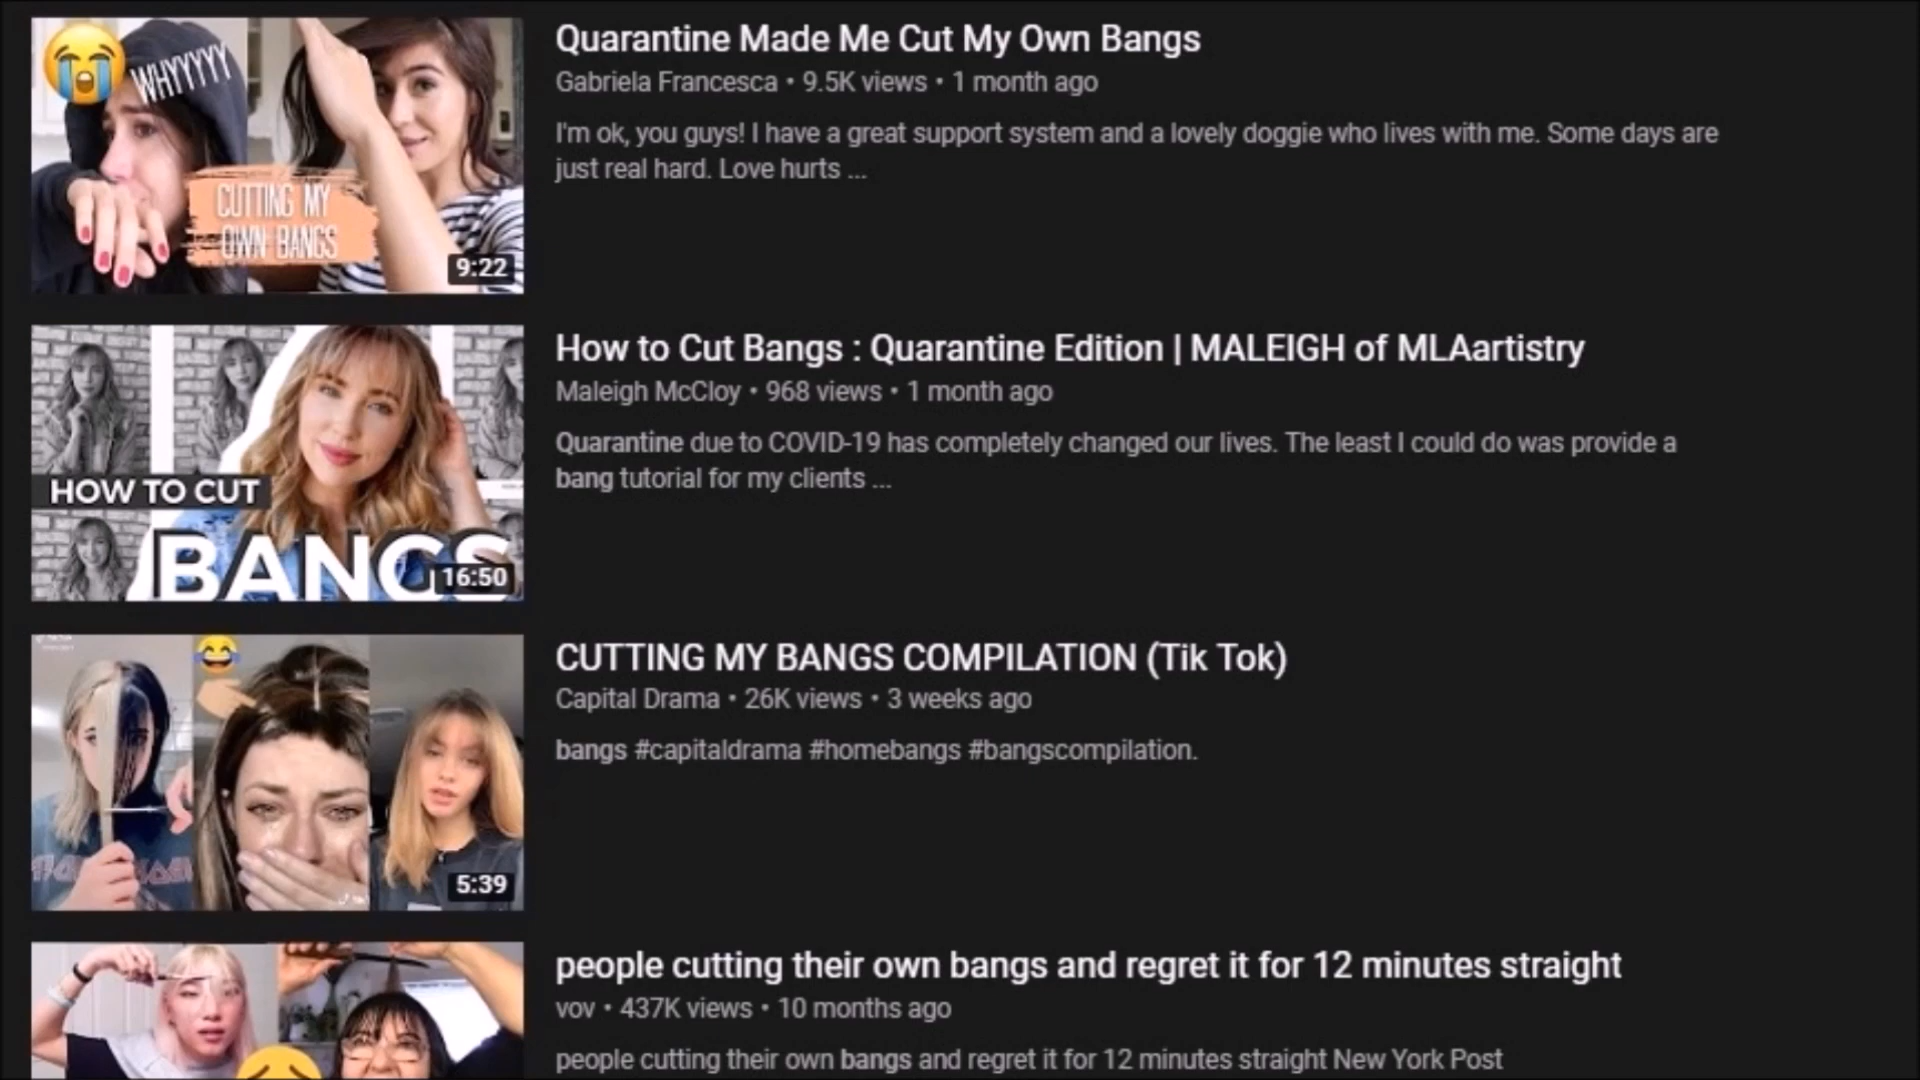 WHYYYYY
CUTTING MY
OWN BANGS
9:22
Quarantine Made Me Cut My Own Bangs
Gabriela Francesca • 9.5K views • 1 month ago
I'm ok, you guys! I have a great support system and a lovely doggie who lives with me. Some days are
just real hard. Love hurts ...
HOW TO CUT
BANGS
16:50
How to Cut Bangs : Quarantine Edition | MALEIGH of MLAartistry
Maleigh McCloy • 968 views • 1 month ago
Quarantine due to COVID-19 has completely changed our lives. The least I could do was provide a
bang tutorial for my clients ...
5:39
CUTTING MY BANGS COMPILATION (Tik Tok)
Capital Drama • 26K views • 3 weeks ago
bangs #capitaldrama #homebangs #bangscompilation.
people cutting their own bangs and regret it for 12 minutes straight
vov • 437K views • 10 months ago
people cutting their own bangs and regret it for 12 minutes straight New York Post